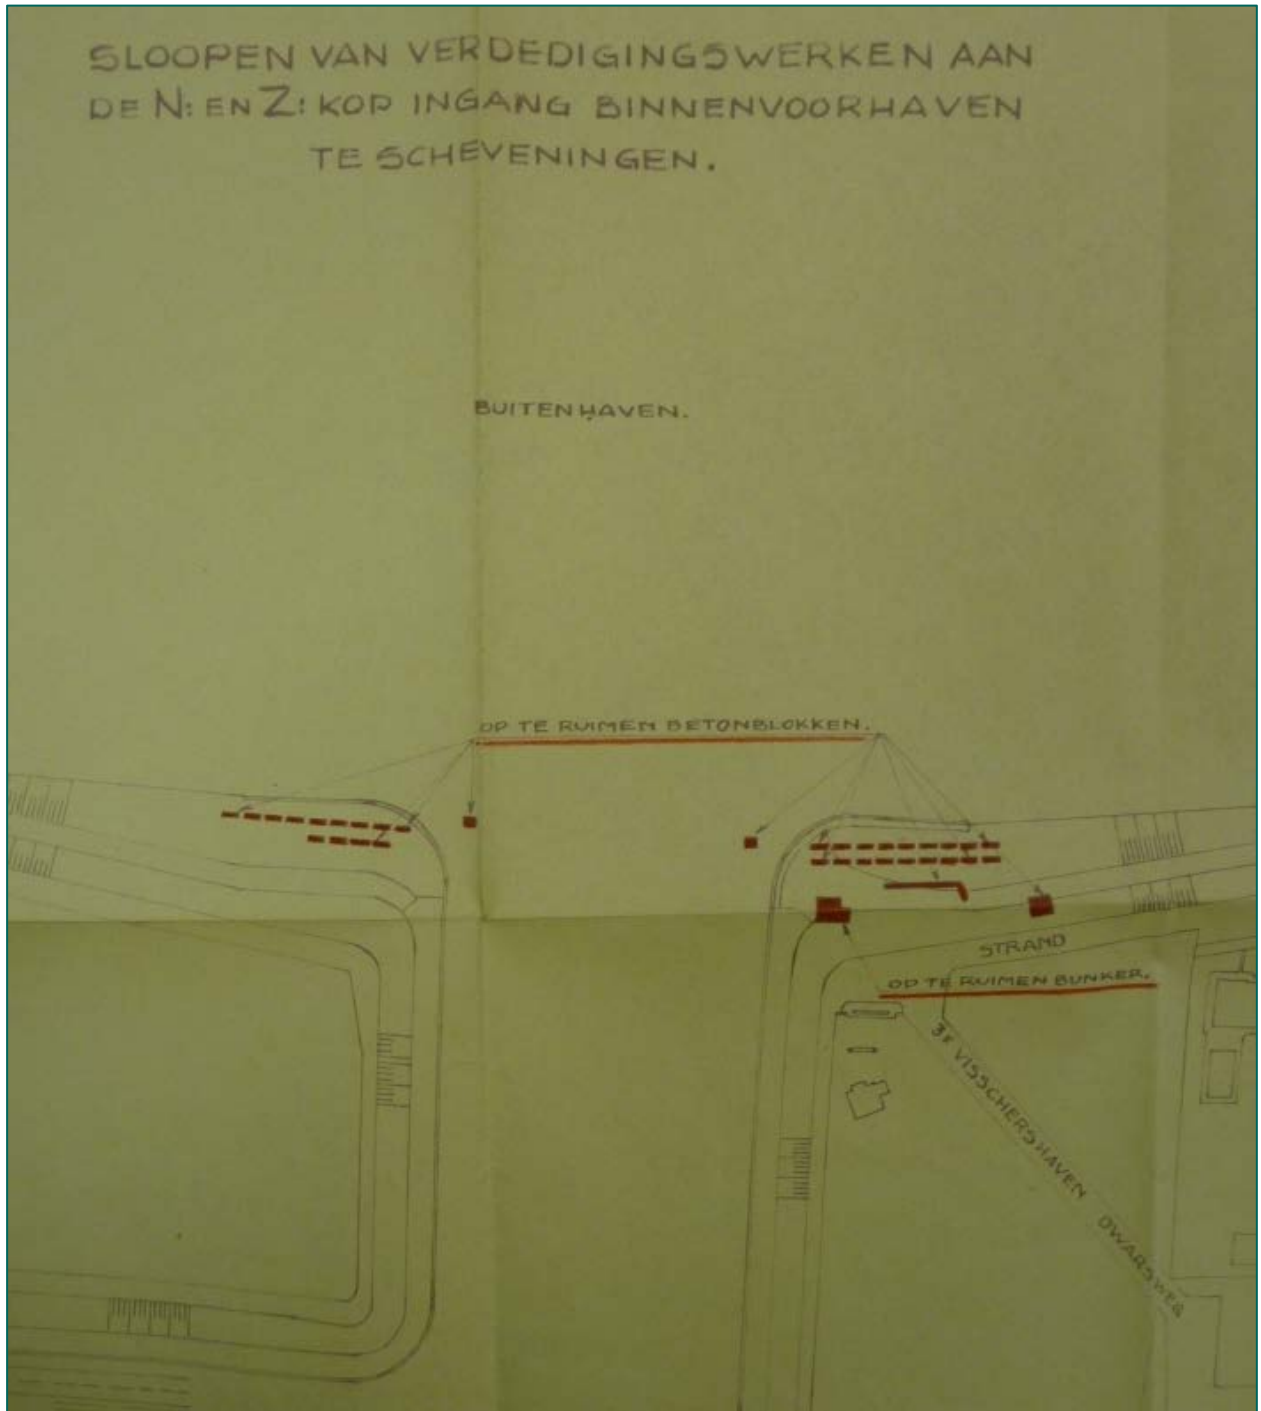 SLOOPEN VAN VERDEDIGINGSWERKEN AAN
DE N: EN Z: KOP INGANG BINNENVOORHAVEN
TE SCHEVENINGEN.
BUITENHAVEN.
OP TE RUIMEN BETONBLOKKEN.
STRAND
OP TE RUIMEN BUNKER.
3E VISSCHERSHAVEN DWARSWEG